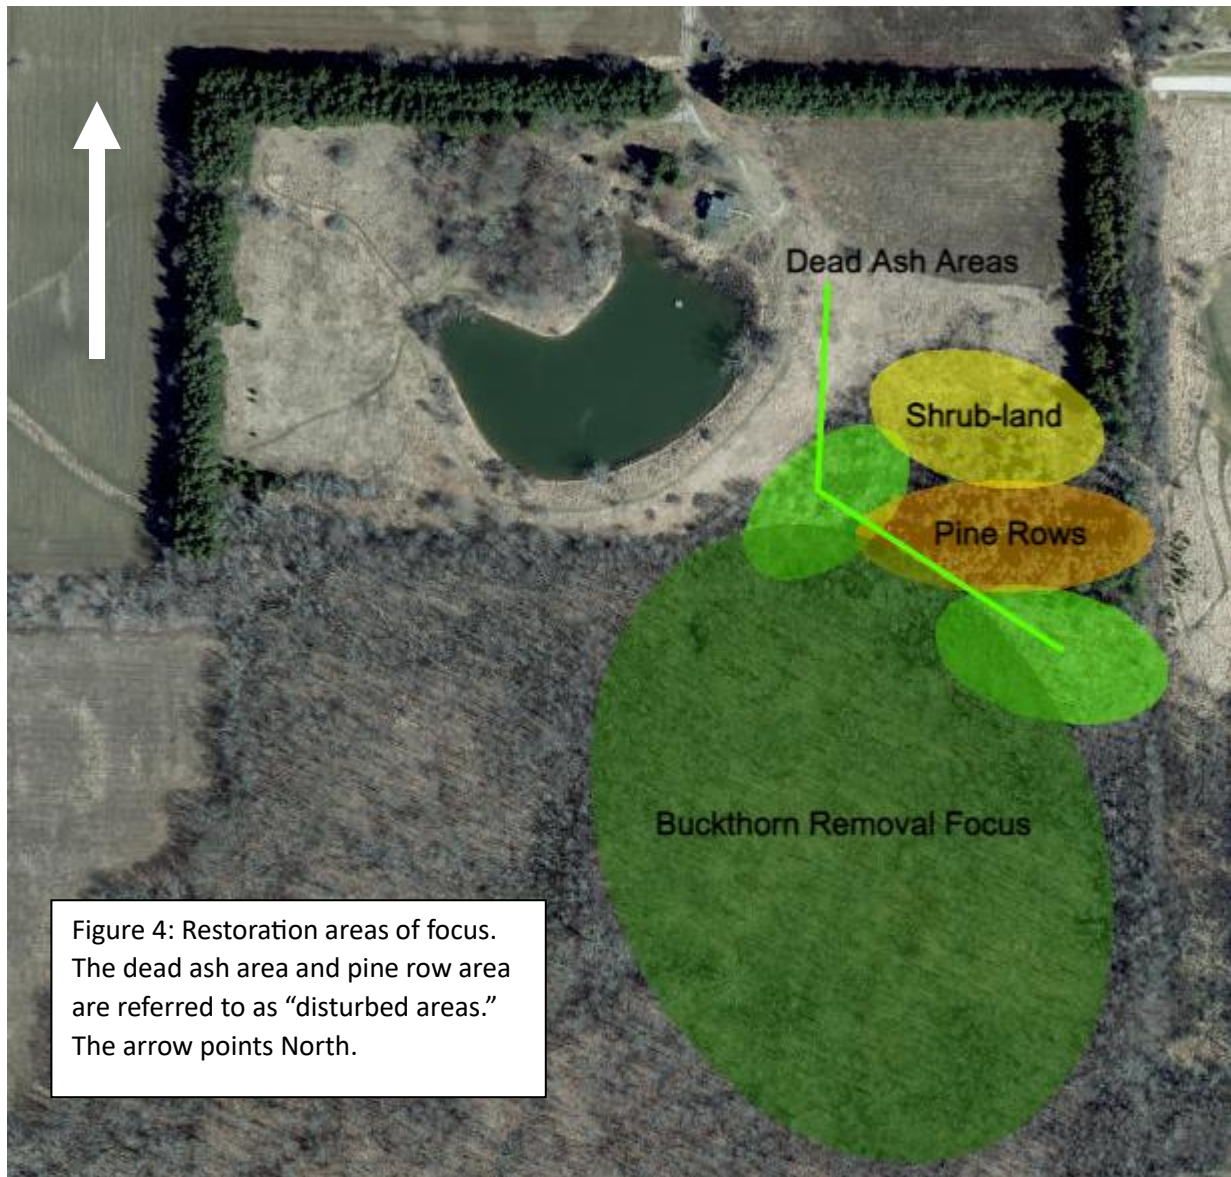 Dead Ash Areas
Shrub-land
Pine Rows
Buckthorn Removal Focus
Figure 4: Restoration areas of focus.
The dead ash area and pine row area
are referred to as “disturbed areas.”
The arrow points North.